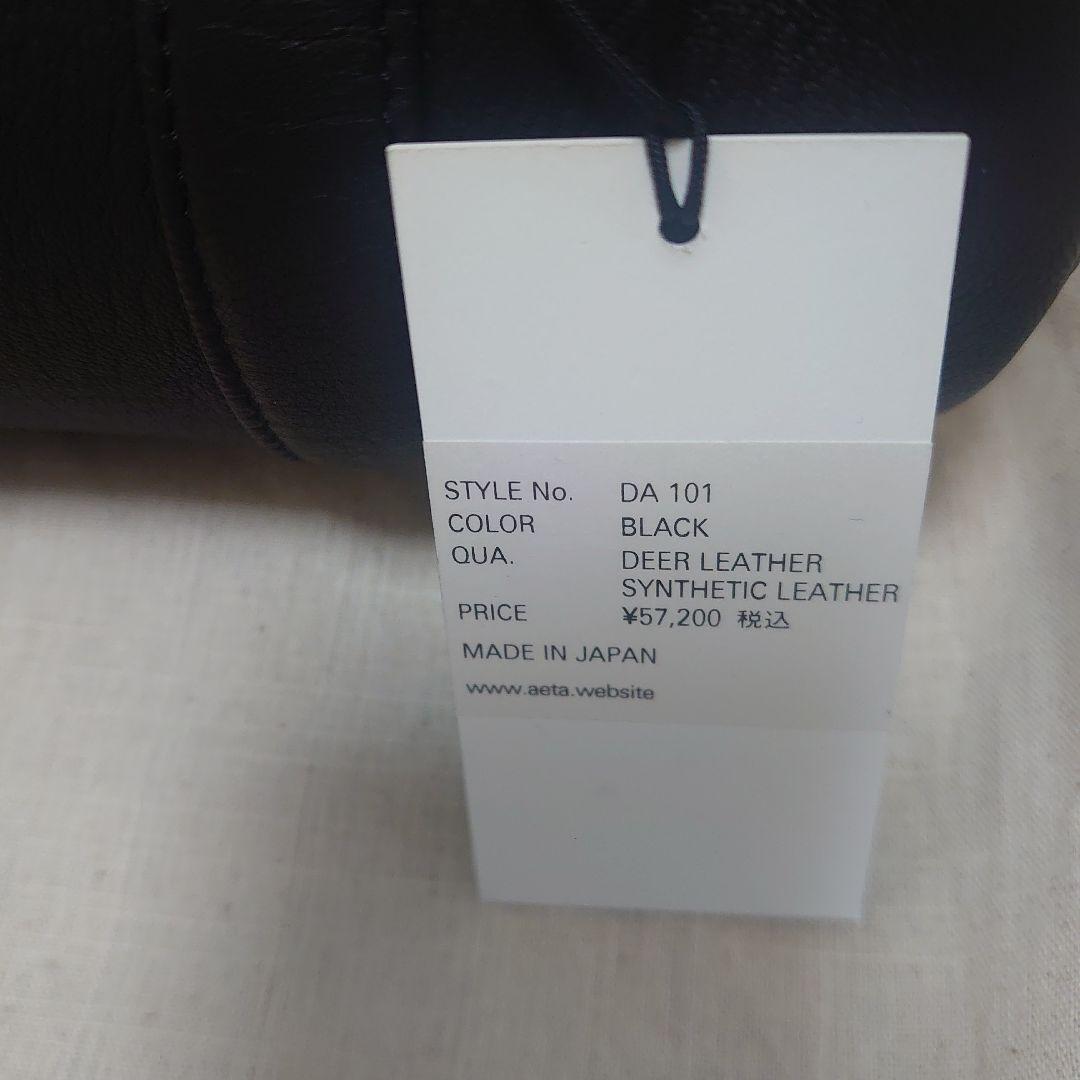 STYLE No. DA 101
COLOR BLACK
QUA. DEER LEATHER
SYNTHETIC LEATHER
PRICE ¥57,200 税込
MADE IN JAPAN
www.aeta.website